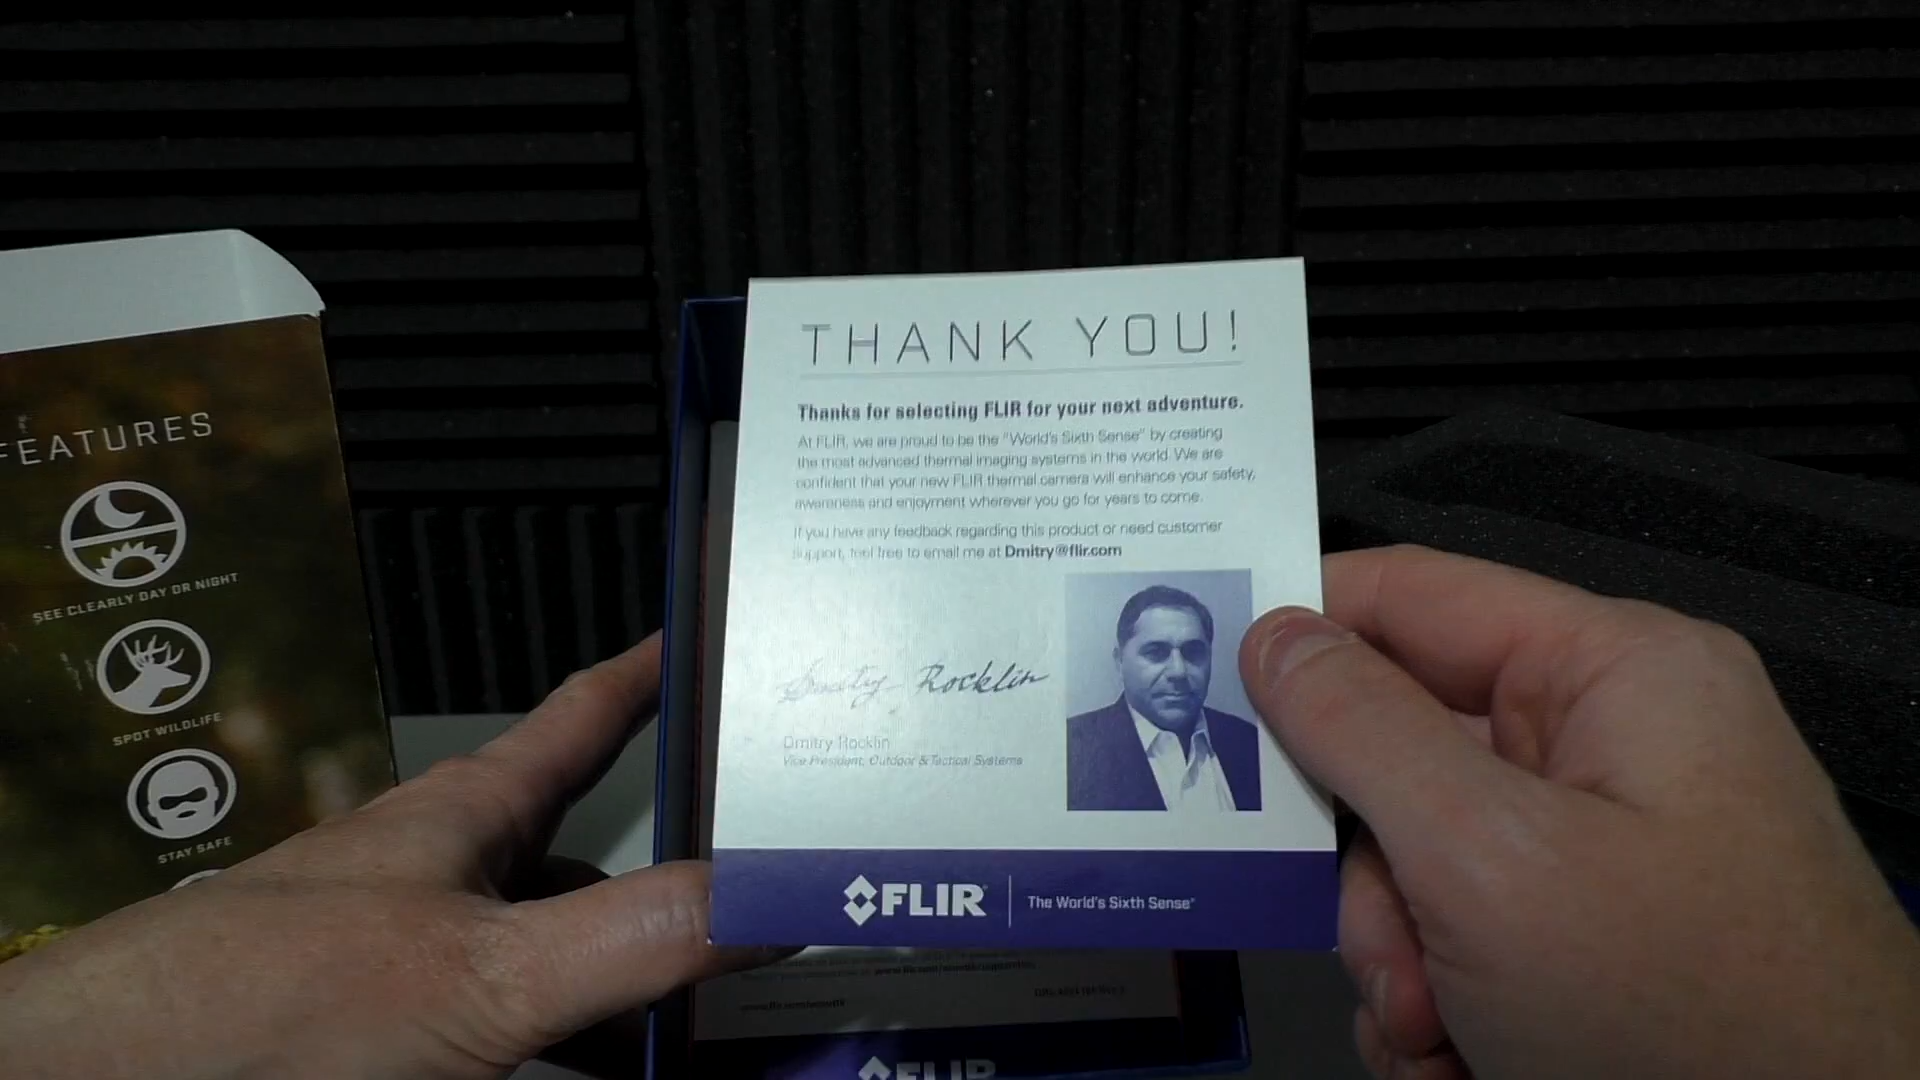 FEATURES
SEE CLEARLY DAY OR NIGHT
SPOT WILDLIFE
STAY SAFE
THANK YOU!
Thanks for selecting FLIR for your next adventure.
At FLIR, we are proud to be the "World's Sixth Sense" by creating
the most advanced thermal imaging systems in the world. We are
confident that your new FLIR thermal camera will enhance your safety,
awareness and enjoyment wherever you go for years to come.
If you have any feedback regarding this product or need customer
support, feel free to email me at Dmitry@flir.com
Dmitry Rocklin
Dmitry Rocklin
Vice President, Outdoor & Tactical Systems
FLIR
The World's Sixth Sense®
FLIR